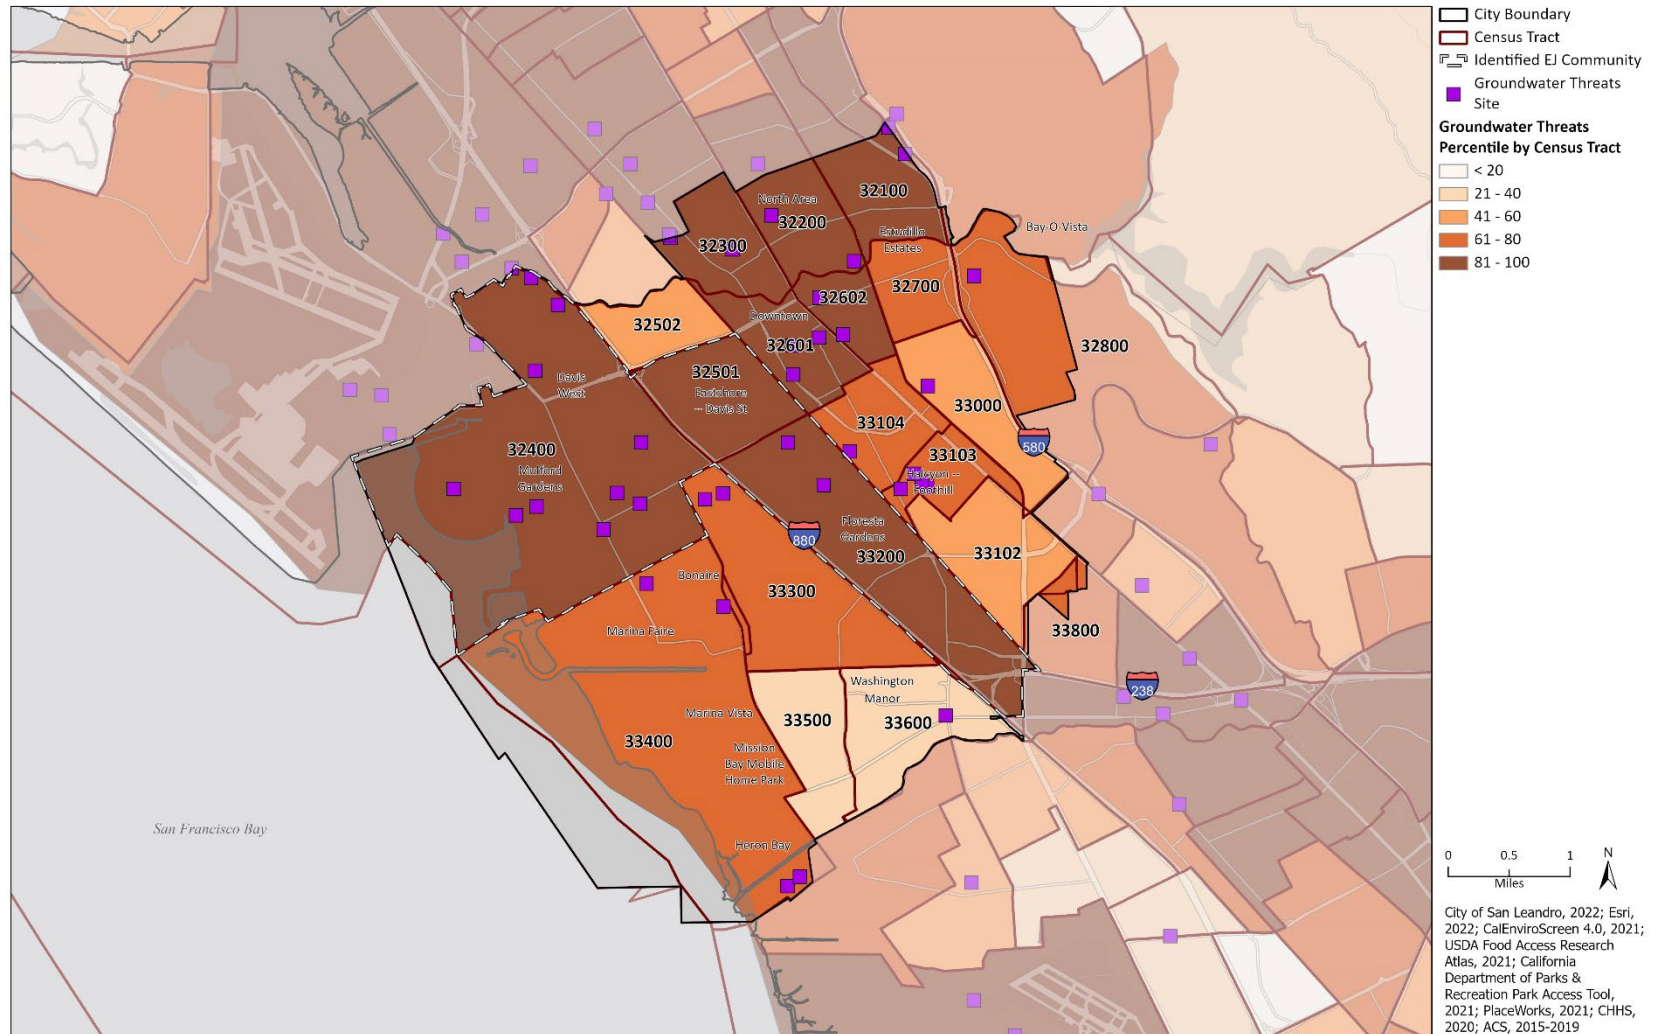 City Boundary
Census Tract
Identified EJ Community
Groundwater Threats
Site
Groundwater Threats
Percentile by Census Tract
< 20
21 - 40
41 - 60
61 - 80
81 - 100
32100
North Area
32200
Bay-O-Vista
Estudillo
Estates
32300
32700
32602
Downtown
32502
32601
32800
32501
Davis
West
Eastshore
-- Davis St
33000
33104
580
32400
33103
Mulford
Gardens
Halcyon --
Foothill
Floresta
Gardens
880
33200
33102
Bonaire
33300
Marina Faire
33800
Washington
Manor
238
Marina Vista
33500
33600
33400
Mission
Bay Mobile
Home Park
San Francisco Bay
Heron Bay
0 0.5 1
Miles
N
City of San Leandro, 2022; Esri,
2022; CalEnviroScreen 4.0, 2021;
USDA Food Access Research
Atlas, 2021; California
Department of Parks &
Recreation Park Access Tool,
2021; PlaceWorks, 2021; CHHS,
2020; ACS, 2015-2019